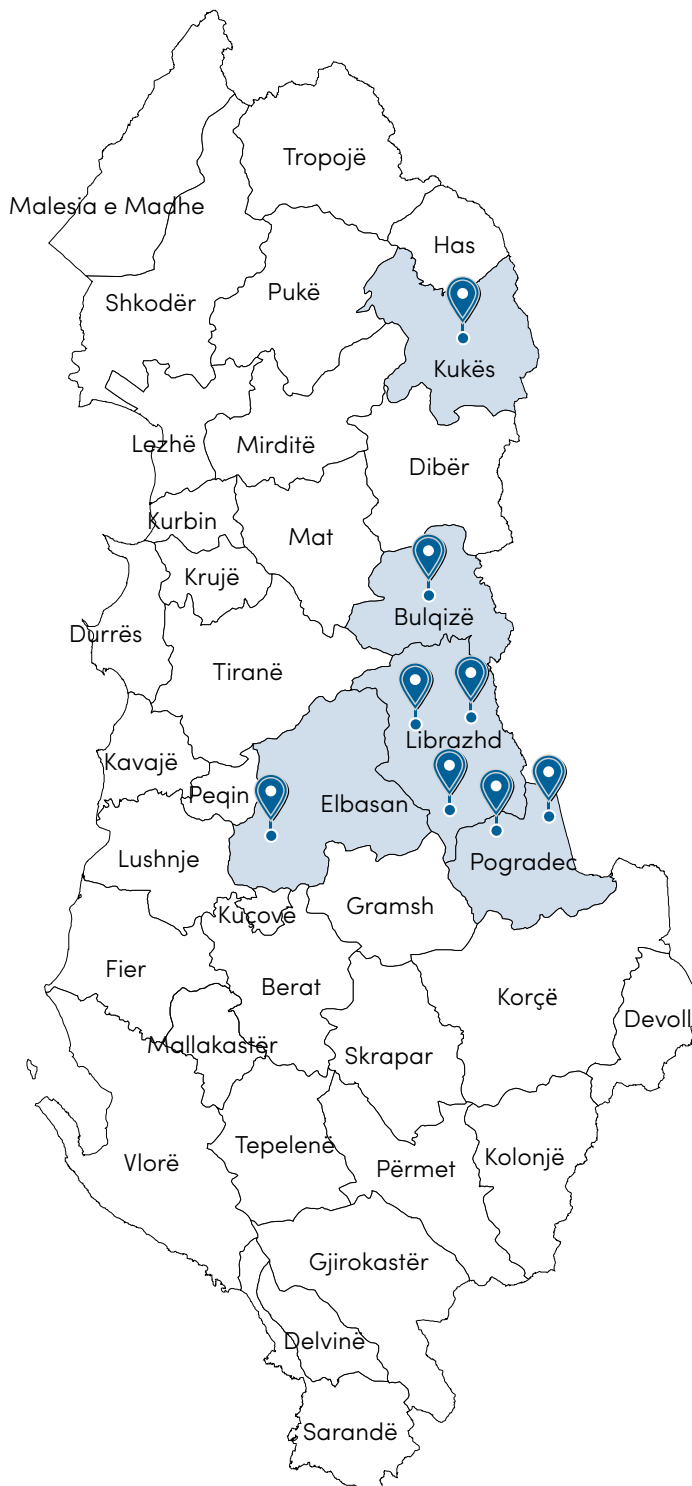 Tropojë
Malesia e Madhe
Has
Pukë
Shkodër
Kukës
Lezhë
Mirditë
Dibër
Kurbin
Mat
Krujë
Bulqizë
Durrës
Tiranë
Librazhd
Kavajë
Peqin
Elbasan
Lushnje
Pogradec
Gramsh
Kuçovë
Fier
Berat
Korçë
Devoll
Mallakastër
Skrapar
Tepelenë
Vlorë
Përmet
Kolonjë
Gjirokastër
Delvinë
Sarandë